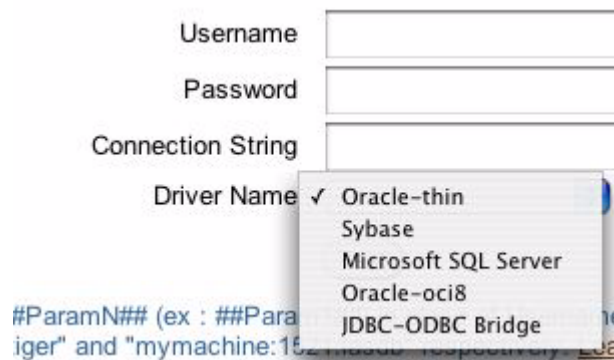 Username
Password
Connection String
Driver Name ✓ Oracle-thin
Sybase
Microsoft SQL Server
Oracle-oci8
JDBC-ODBC Bridge
#ParamN## (ex : ##Para
iger" and "mymachine:1521: